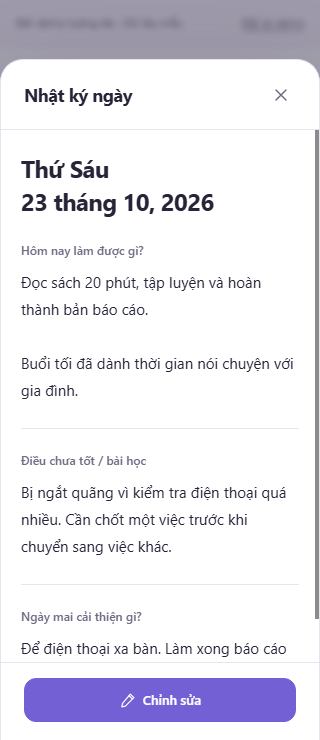 Nhật ký ngày
Thứ Sáu
23 tháng 10, 2026
Hôm nay làm được gì?
Đọc sách 20 phút, tập luyện và hoàn
thành bản báo cáo.
Buổi tối đã dành thời gian nói chuyện với
gia đình.
Điều chưa tốt / bài học
Bị ngắt quãng vì kiểm tra điện thoại quá
nhiều. Cần chốt một việc trước khi
chuyển sang việc khác.
Ngày mai cải thiện gì?
Để điện thoại xa bàn. Làm xong báo cáo
Chỉnh sửa